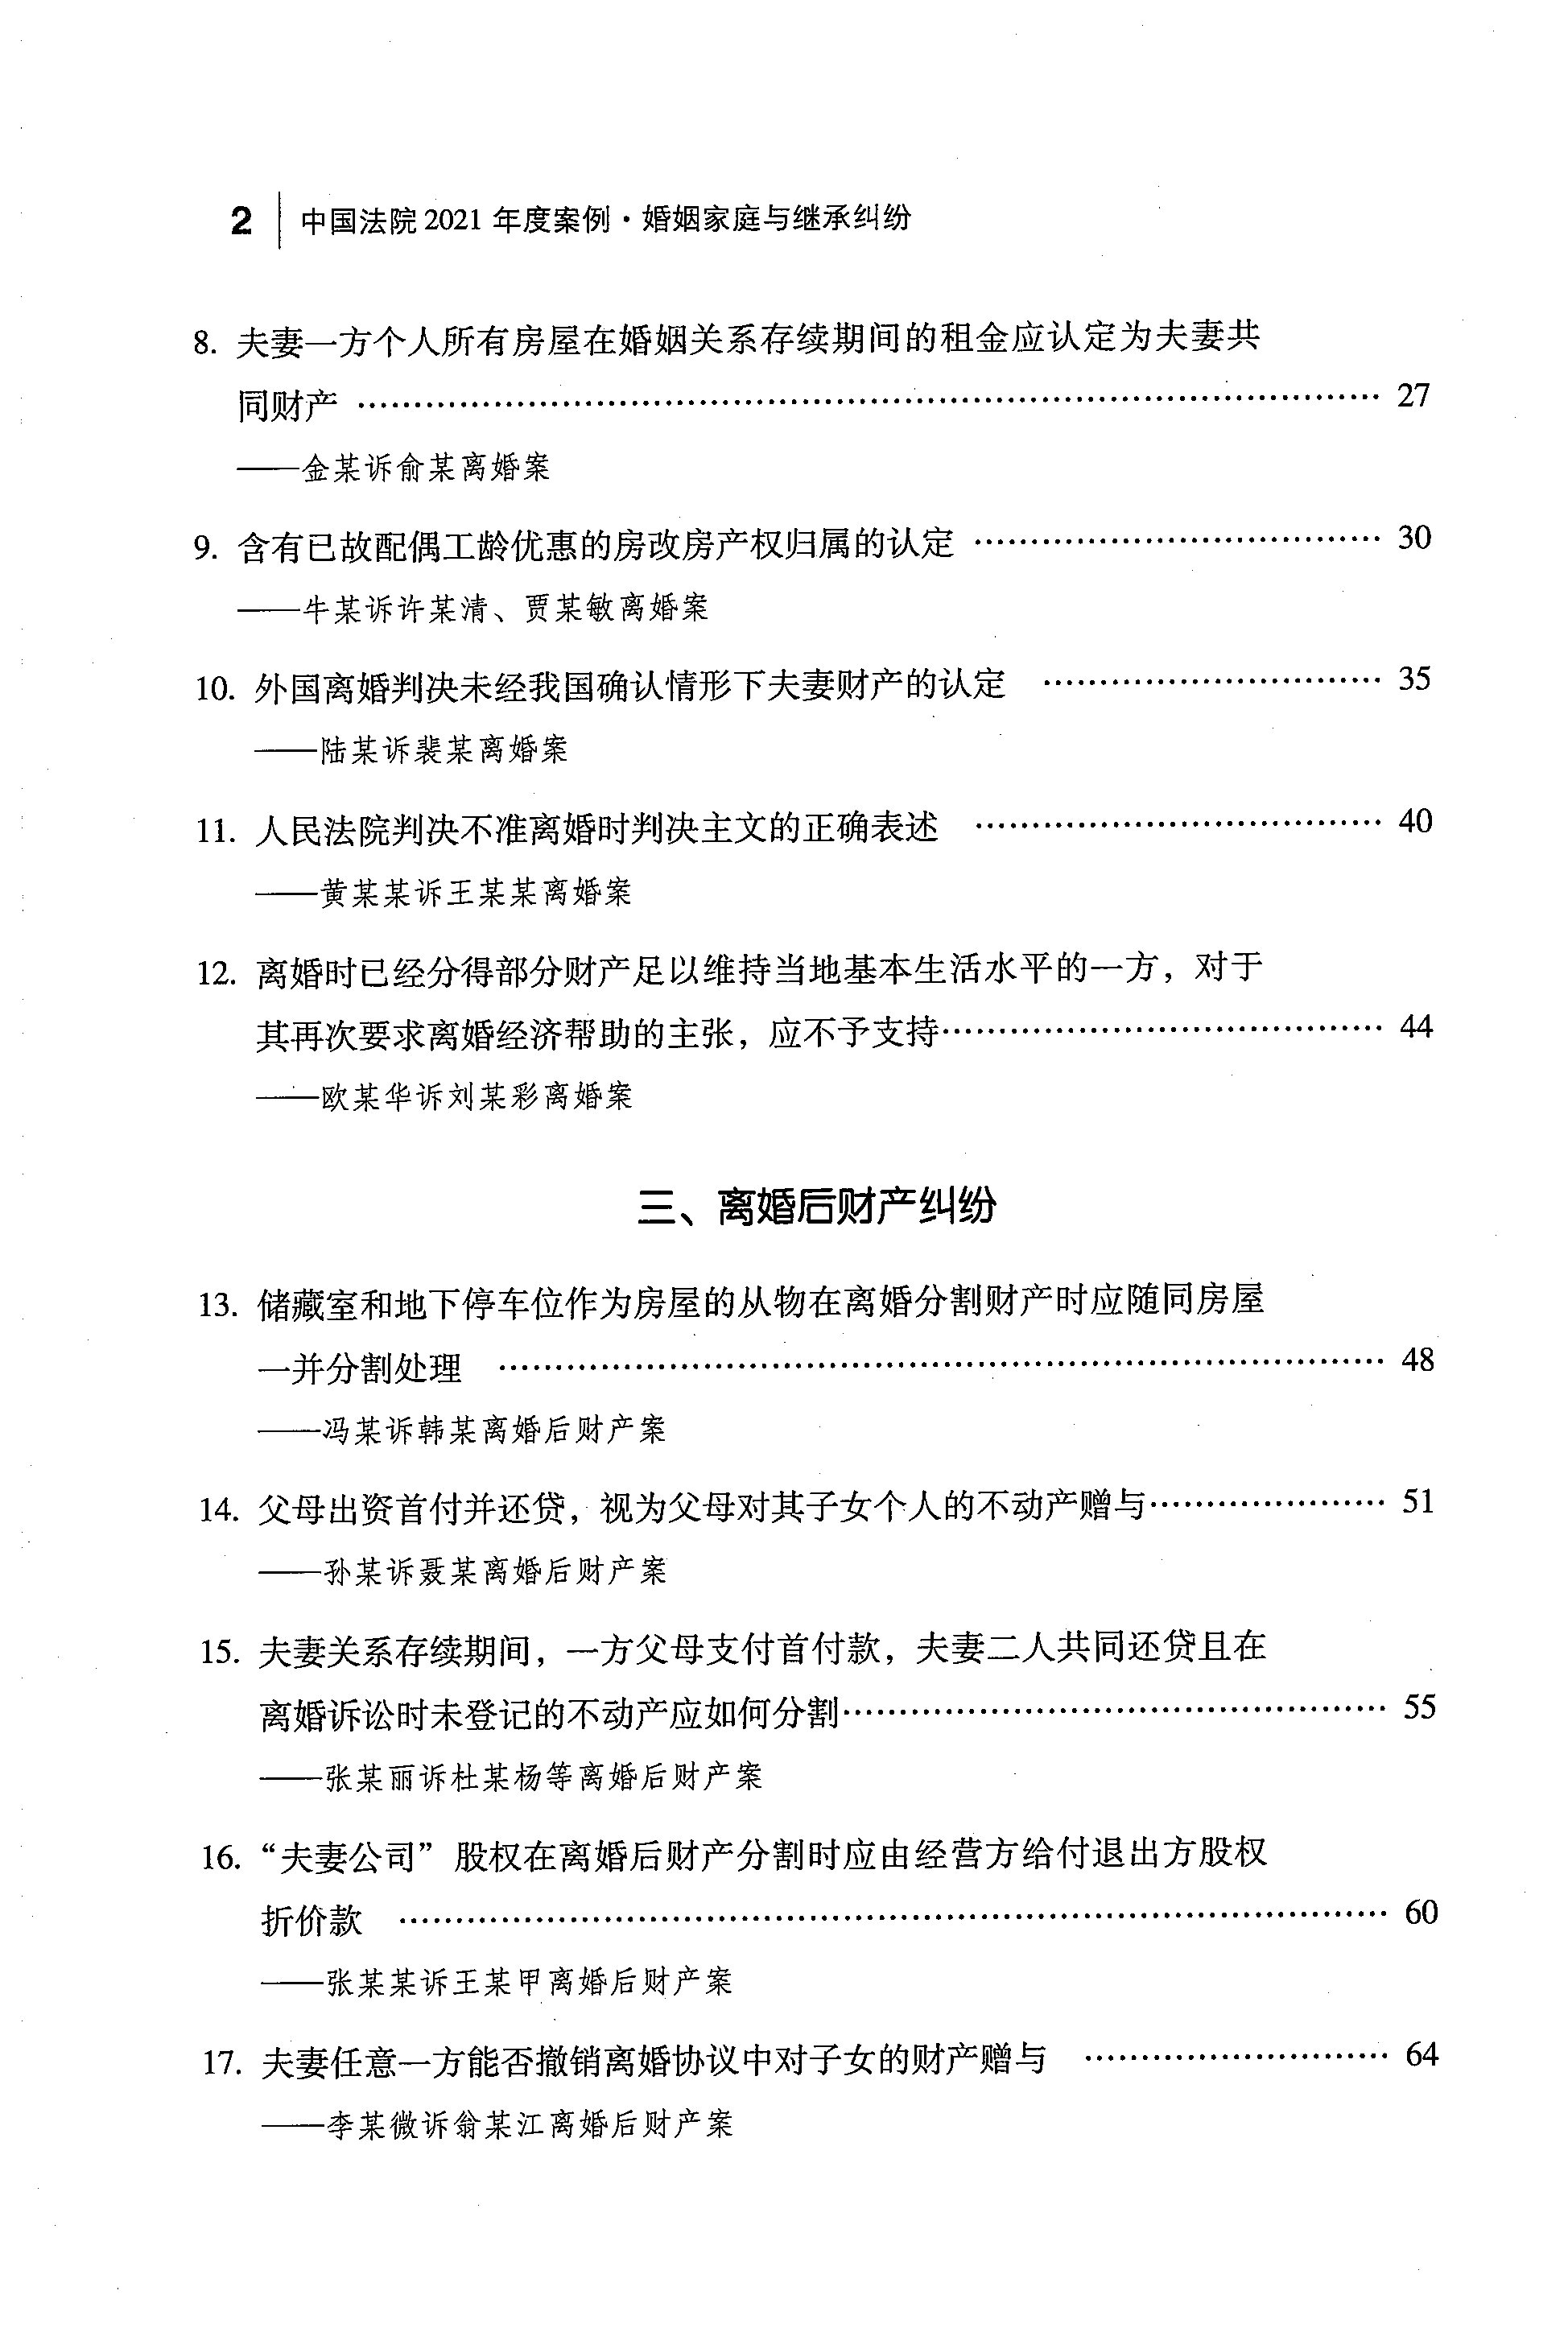 2 中国法院2021年度案例·婚姻家庭与继承纠纷
8. 夫妻一方个人所有房屋在婚姻关系存续期间的租金应认定为夫妻共
同财产 …………………………………………………………… 27
——金某诉俞某离婚案
9. 含有已故配偶工龄优惠的房改房产权归属的认定 ……………………… 30
——牛某诉许某清、贾某敏离婚案
10. 外国离婚判决未经我国确认情形下夫妻财产的认定 ………………… 35
——陆某诉裴某离婚案
11. 人民法院判决不准离婚时判决主文的正确表述 ……………………… 40
——黄某某诉王某某离婚案
12. 离婚时已经分得部分财产足以维持当地基本生活水平的一方，对于
其再次要求离婚经济帮助的主张，应不予支持……………………… 44
——欧某华诉刘某彩离婚案
三、离婚后财产纠纷
13. 储藏室和地下停车位作为房屋的从物在离婚分割财产时应随同房屋
一并分割处理 …………………………………………………… 48
——冯某诉韩某离婚后财产案
14. 父母出资首付并还贷，视为父母对其子女个人的不动产赠与…………… 51
——孙某诉聂某离婚后财产案
15. 夫妻关系存续期间，一方父母支付首付款，夫妻二人共同还贷且在
离婚诉讼时未登记的不动产应如何分割……………………………… 55
——张某丽诉杜某杨等离婚后财产案
16. “夫妻公司”股权在离婚后财产分割时应由经营方给付退出方股权
折价款 ………………………………………………………… 60
——张某某诉王某甲离婚后财产案
17. 夫妻任意一方能否撤销离婚协议中对子女的财产赠与 ……………… 64
——李某微诉翁某江离婚后财产案